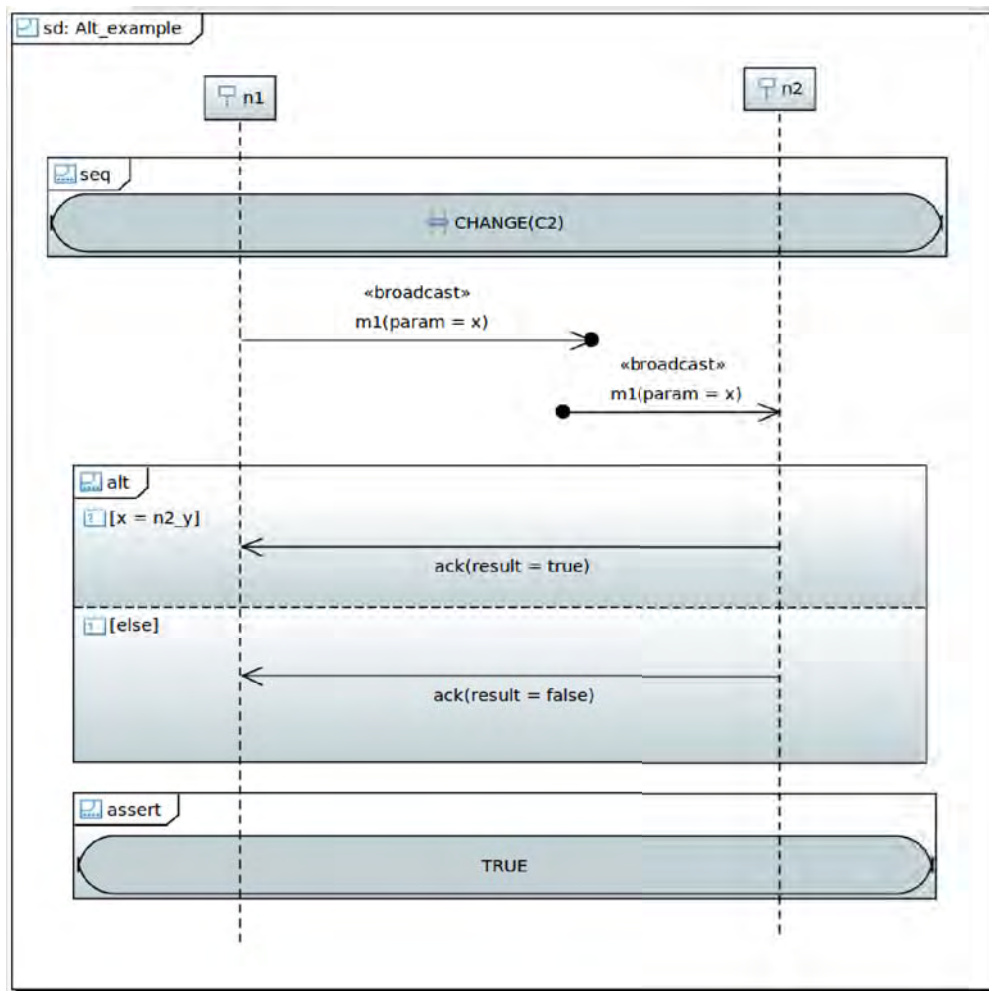 sd: Alt_example
n1
n2
seq
CHANGE(C2)
«broadcast»
m1(param = x)
«broadcast»
m1(param = x)
alt
[x = n2_y]
ack(result = true)
[else]
ack(result = false)
assert
TRUE